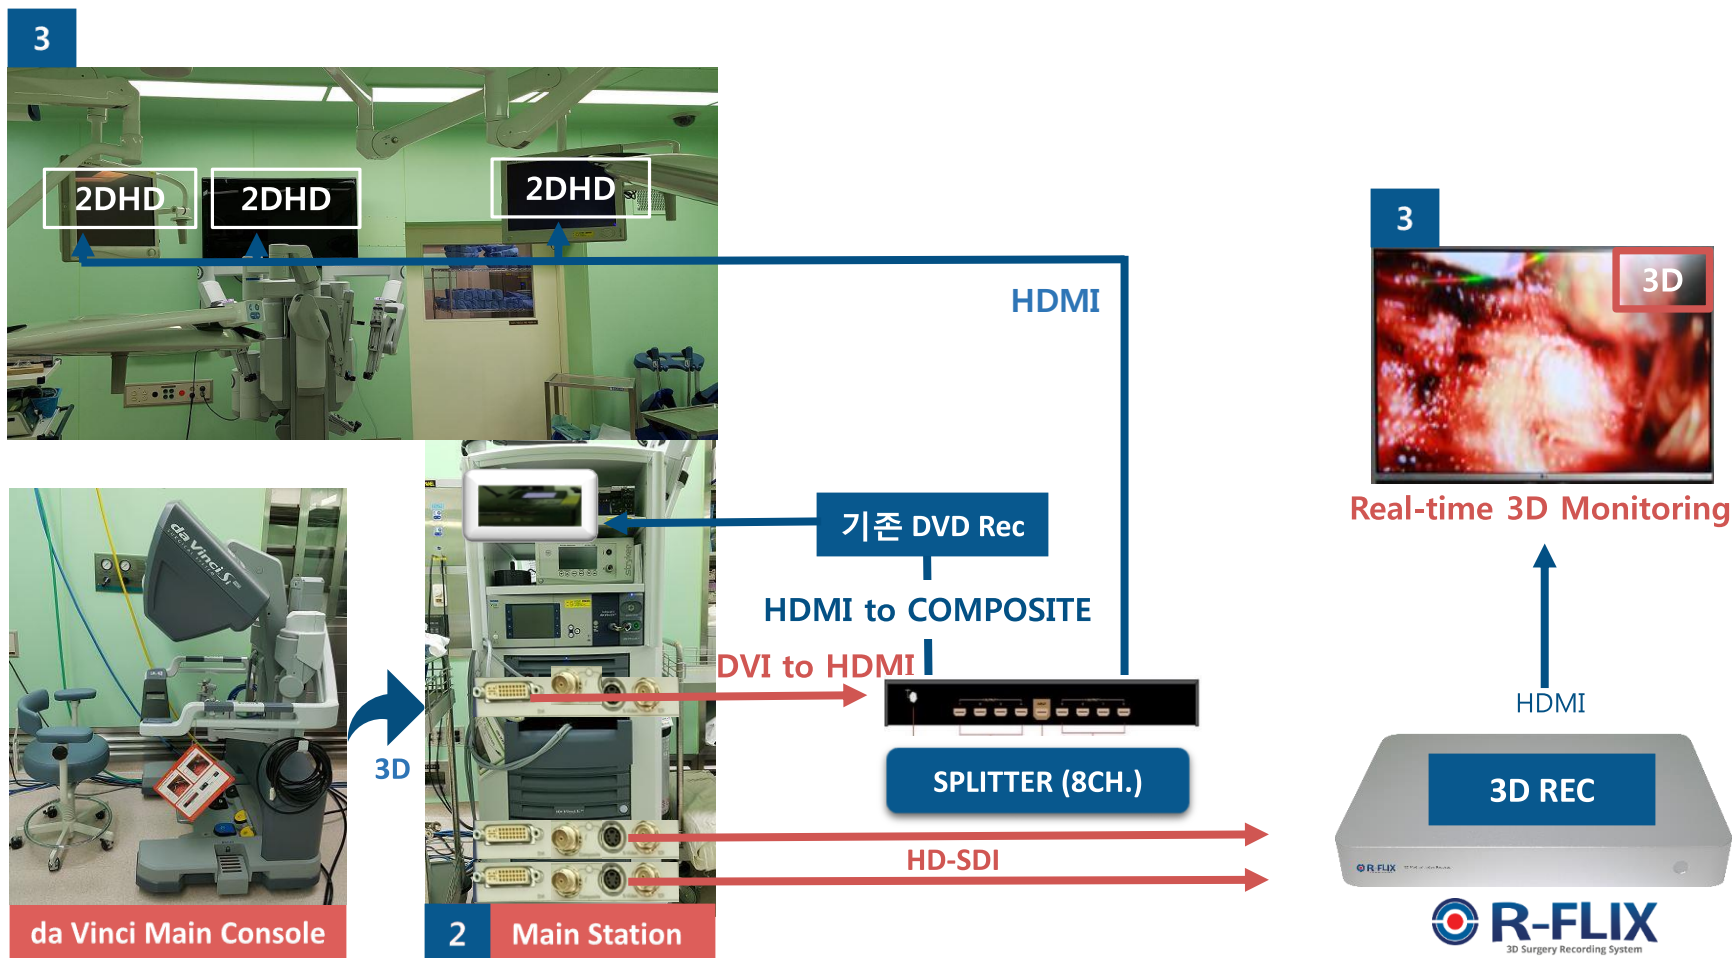 3
2DHD
2DHD
2DHD
HDMI
3
3D
Real-time 3D Monitoring
기존 DVD Rec
HDMI to COMPOSITE
DVI to HDMI
da Vinci Si
3D
SPLITTER (8CH.)
HDMI
3D REC
R-FLIX
HD-SDI
da Vinci Main Console
2
Main Station
R-FLIX
3D Surgery Recording System